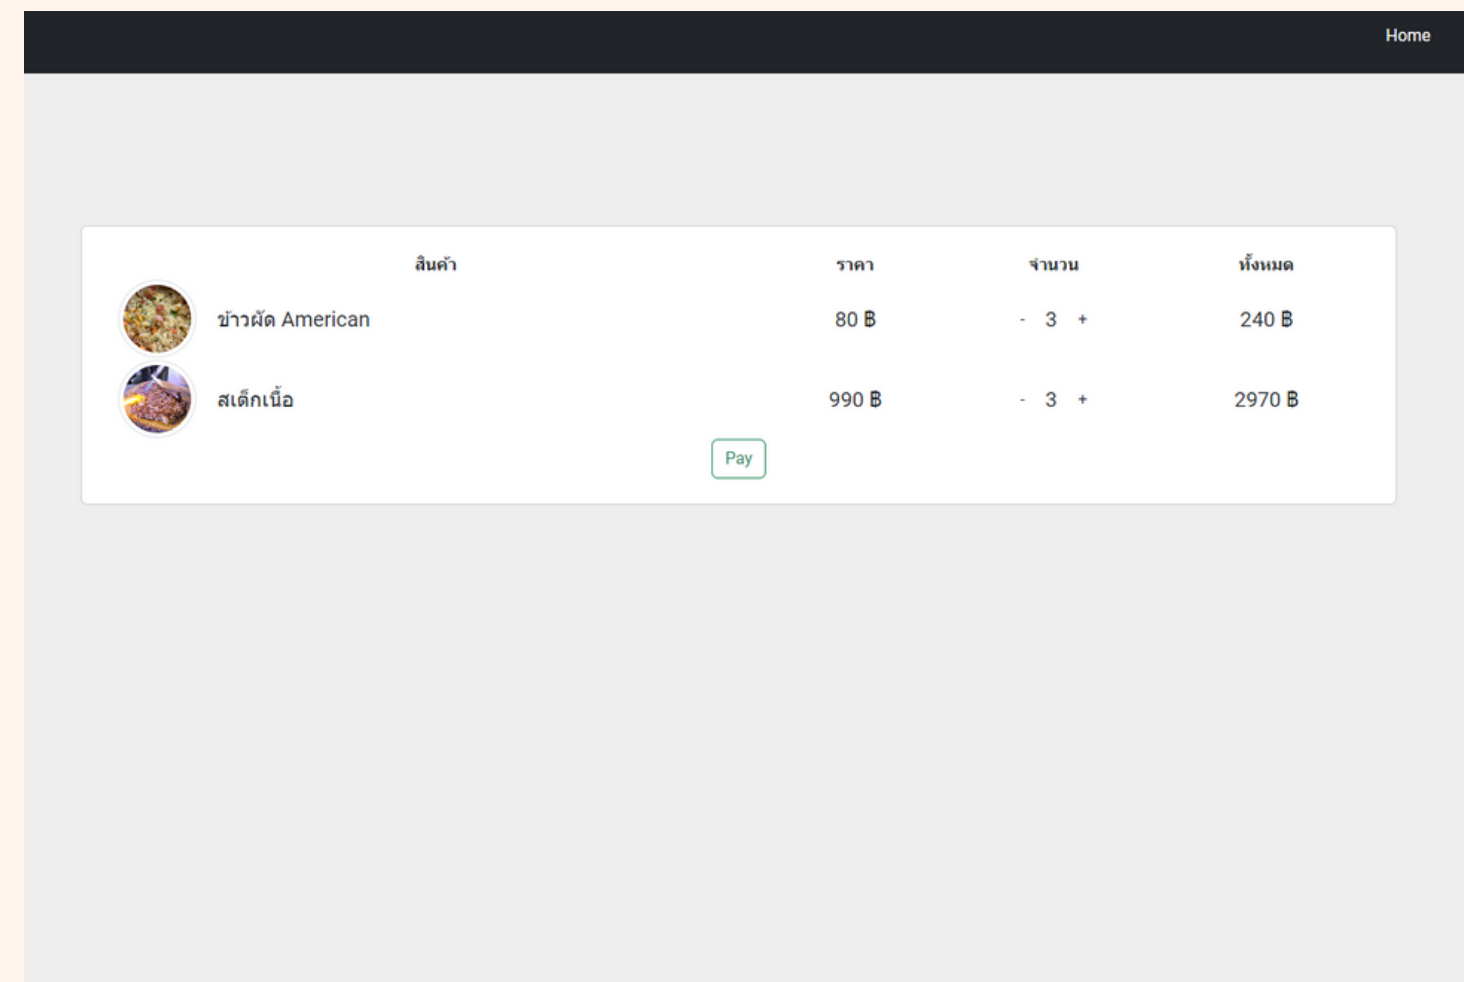 Home
สินค้า ราคา จำนวน ทั้งหมด
ข้าวผัด American 80 ฿ - 3 + 240 ฿
สเต็กเนื้อ 990 ฿ - 3 + 2970 ฿
Pay